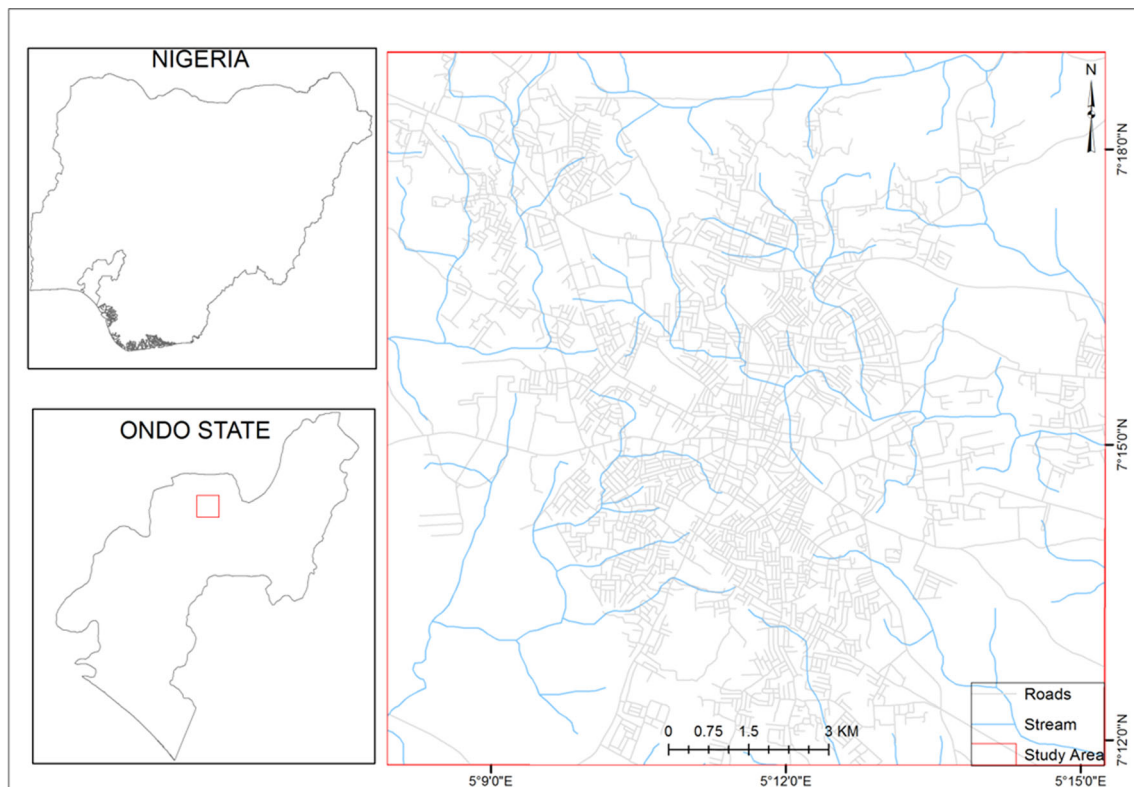 NIGERIA
ONDO STATE
N
7°18'0"N
7°15'0"N
7°12'0"N
0 0.75 1.5 3 KM
Roads
Stream
Study Area
5°9'0"E 5°12'0"E 5°15'0"E